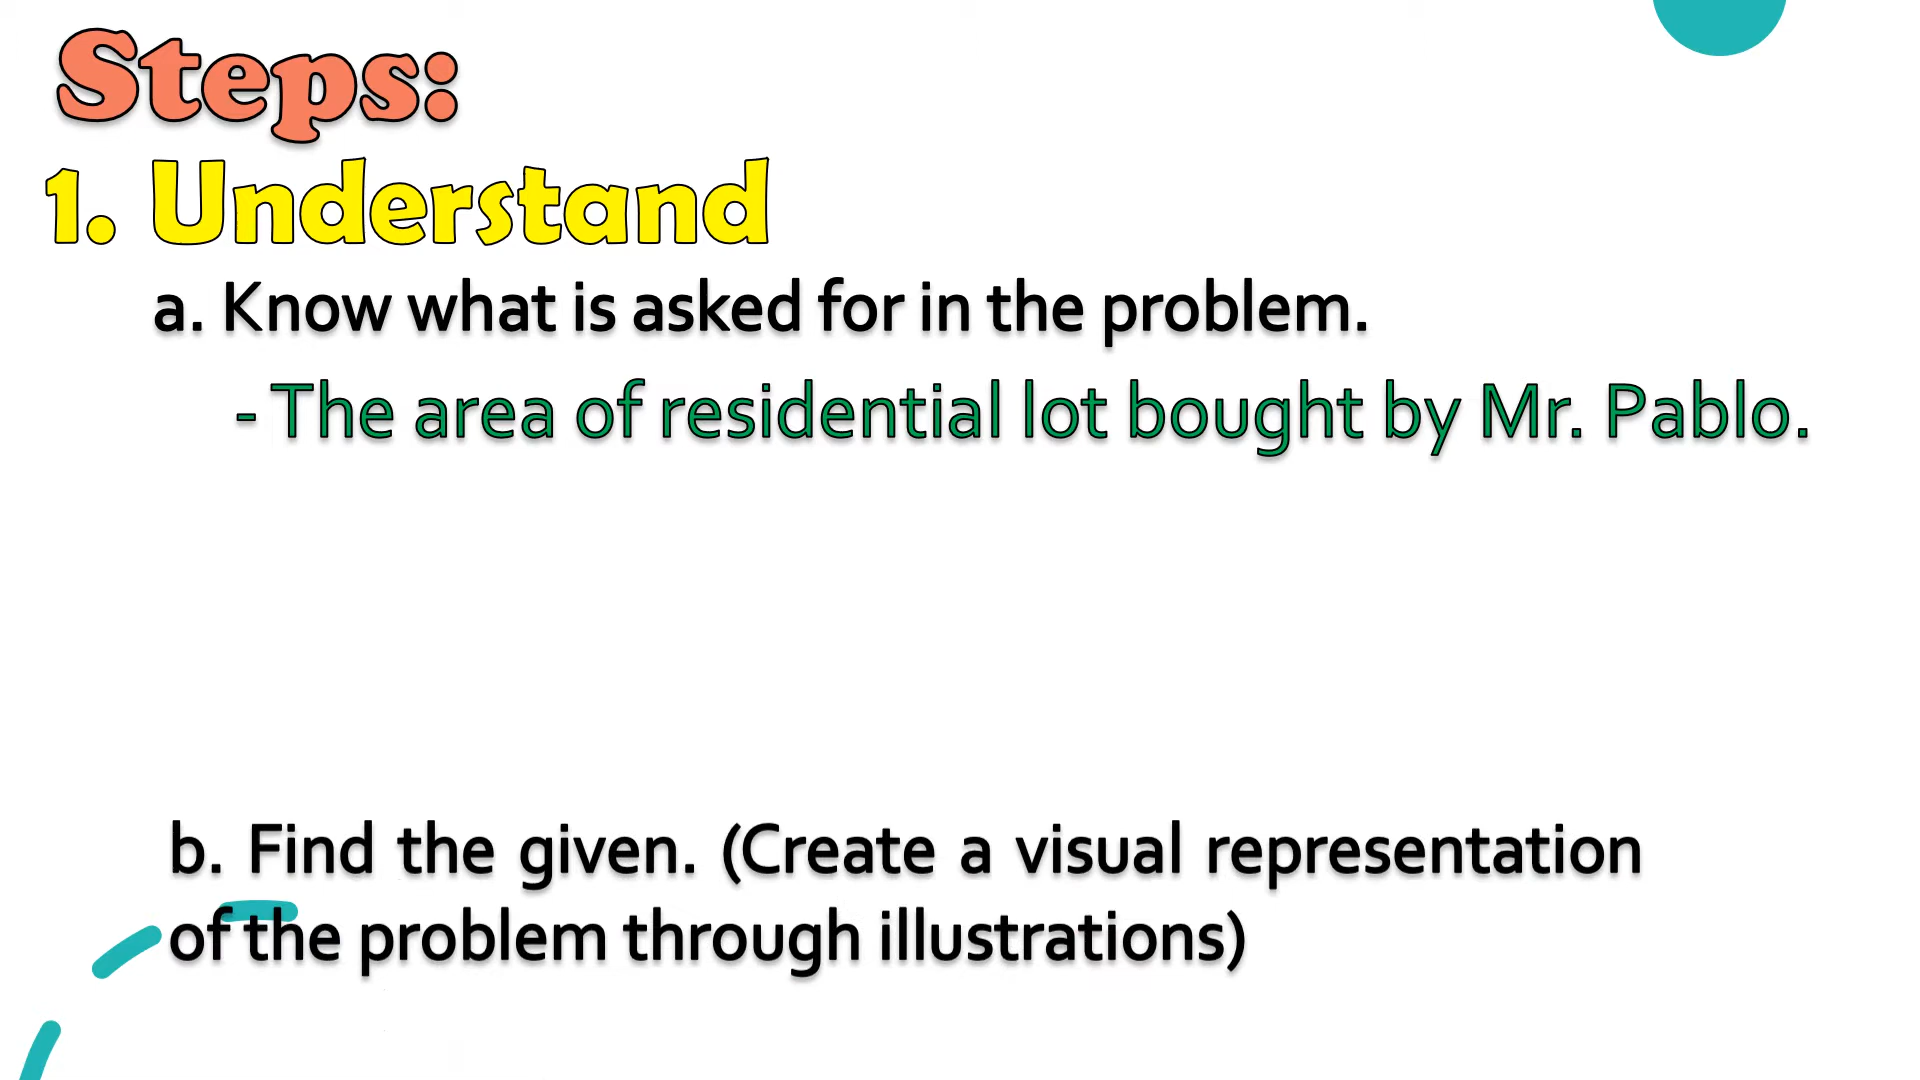 Steps:
1. Understand
a. Know what is asked for in the problem.
- The area of residential lot bought by Mr. Pablo.
b. Find the given. (Create a visual representation
of the problem through illustrations)